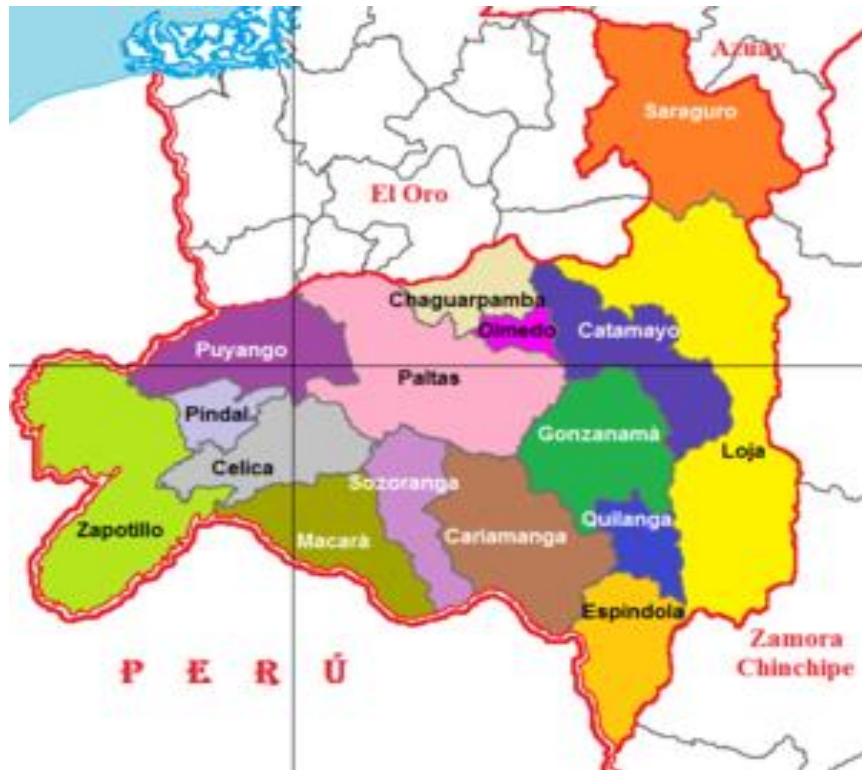 Azuay
Saraguro
El Oro
Chaguarpamba
Olmedo
Catamayo
Puyango
Paltas
Pindal
Gonzanamá
Loja
Celica
Sozoranga
Quilanga
Zapotillo
Macará
Carlamanga
Espindola
Zamora
Chinchipe
PERÚ